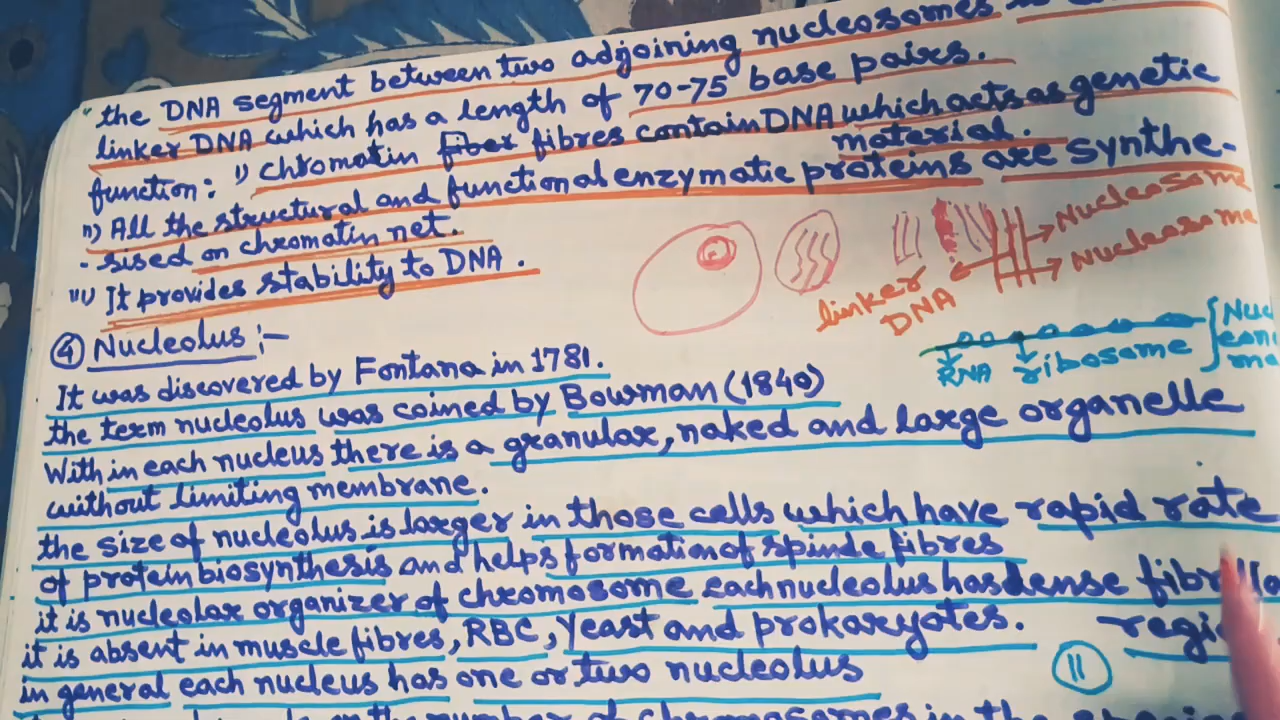 " the DNA segment between two adjoining nucleosomes
linker DNA which has a length of 70-75 base paires.
function: i) chromatin fiber fibres contain DNA which acts as genetic
material.
ii) All the structural and functional enzymatic proteins are synthe-
-sised on chromatin net.
iii) It provides stability to DNA.
Nucleosome
Nucleosome
linker
DNA
RNA
ribosome
④ Nucleolus :-
It was discovered by Fontana in 1781.
the term nucleolus was coined by Bowman (1840)
With in each nucleus there is a granular, naked and large organelle
without limiting membrane.
the size of nucleolus is larger in those cells which have rapid rate
of protein biosynthesis and helps formation of spinde fibres
it is nucleolar organizer of chromosome each nucleolus has dense
it is absent in muscle fibres, RBC, Yeast and prokaryotes.
in general each nucleus has one or two nucleolus
11
number of chromosomes in the